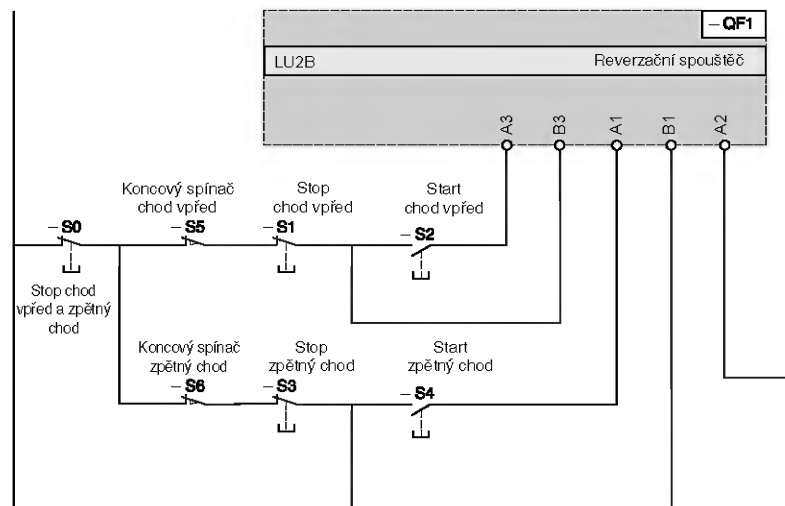 – QF1
LU2B Reverzační spouštěč
A3 B3 A1 B1 A2
Koncový spínač
chod vpřed
– S5
Stop
chod vpřed
– S1
Start
chod vpřed
– S2
– S0
Stop chod
vpřed a zpětný
chod
Koncový spínač
zpětný chod
– S6
Stop
zpětný chod
– S3
Start
zpětný chod
– S4